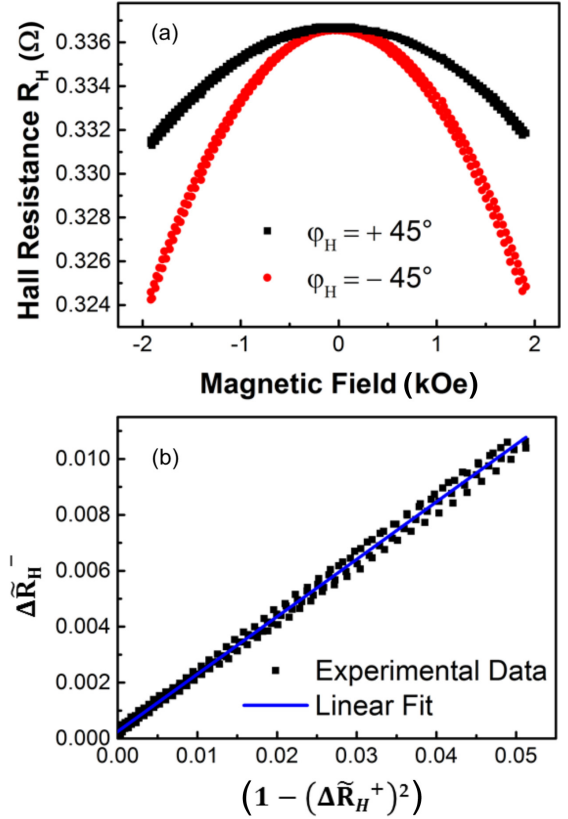 (a)
Hall Resistance R_H (Ω)
0.336
0.334
0.332
0.330
0.328
0.326
0.324
φ_H = + 45°
φ_H = − 45°
-2 -1 0 1 2
Magnetic Field (kOe)
(b)
ΔR̃_H⁻
0.010
0.008
0.006
0.004
0.002
0.000
Experimental Data
Linear Fit
0.00 0.01 0.02 0.03 0.04 0.05
(1 − (ΔR̃_H⁺)²)